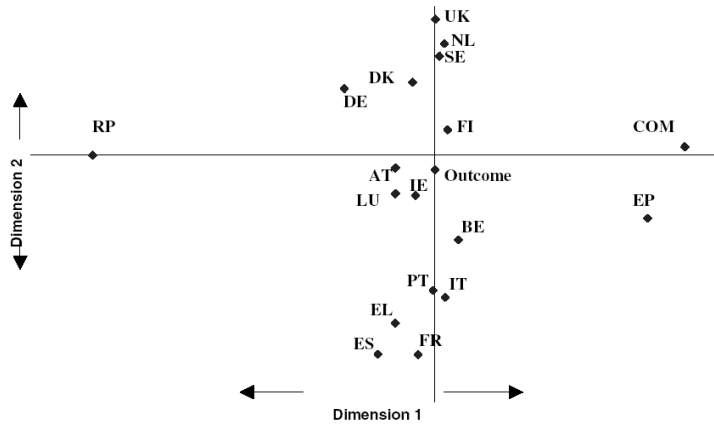 UK
NL
SE
DK
DE
RP
FI
COM
AT
IE
Outcome
LU
EP
BE
PT
IT
EL
ES
FR
Dimension 2
Dimension 1